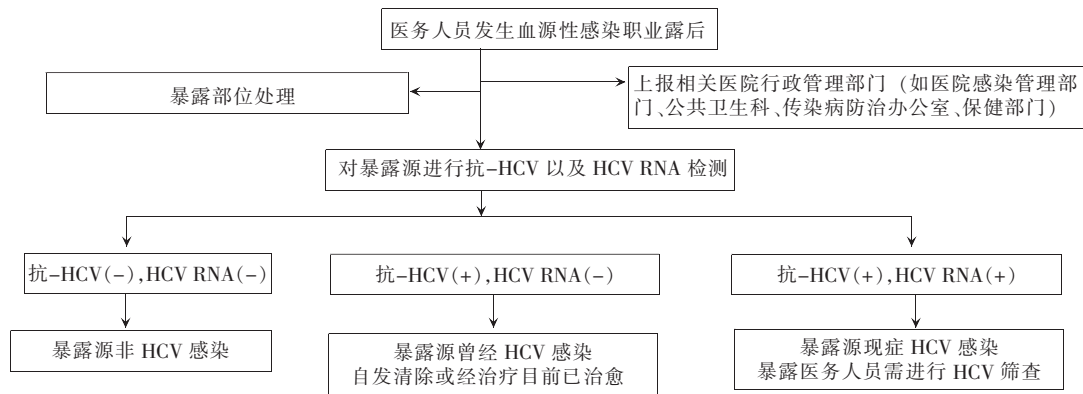 医务人员发生血源性感染职业露后
暴露部位处理
上报相关医院行政管理部门（如医院感染管理部
门、公共卫生科、传染病防治办公室、保健部门）
对暴露源进行抗-HCV 以及 HCV RNA 检测
抗-HCV(-),HCV RNA(-)
抗-HCV(+),HCV RNA(-)
抗-HCV(+),HCV RNA(+)
暴露源非 HCV 感染
暴露源曾经 HCV 感染
自发清除或经治疗目前已治愈
暴露源现症 HCV 感染
暴露医务人员需进行 HCV 筛查